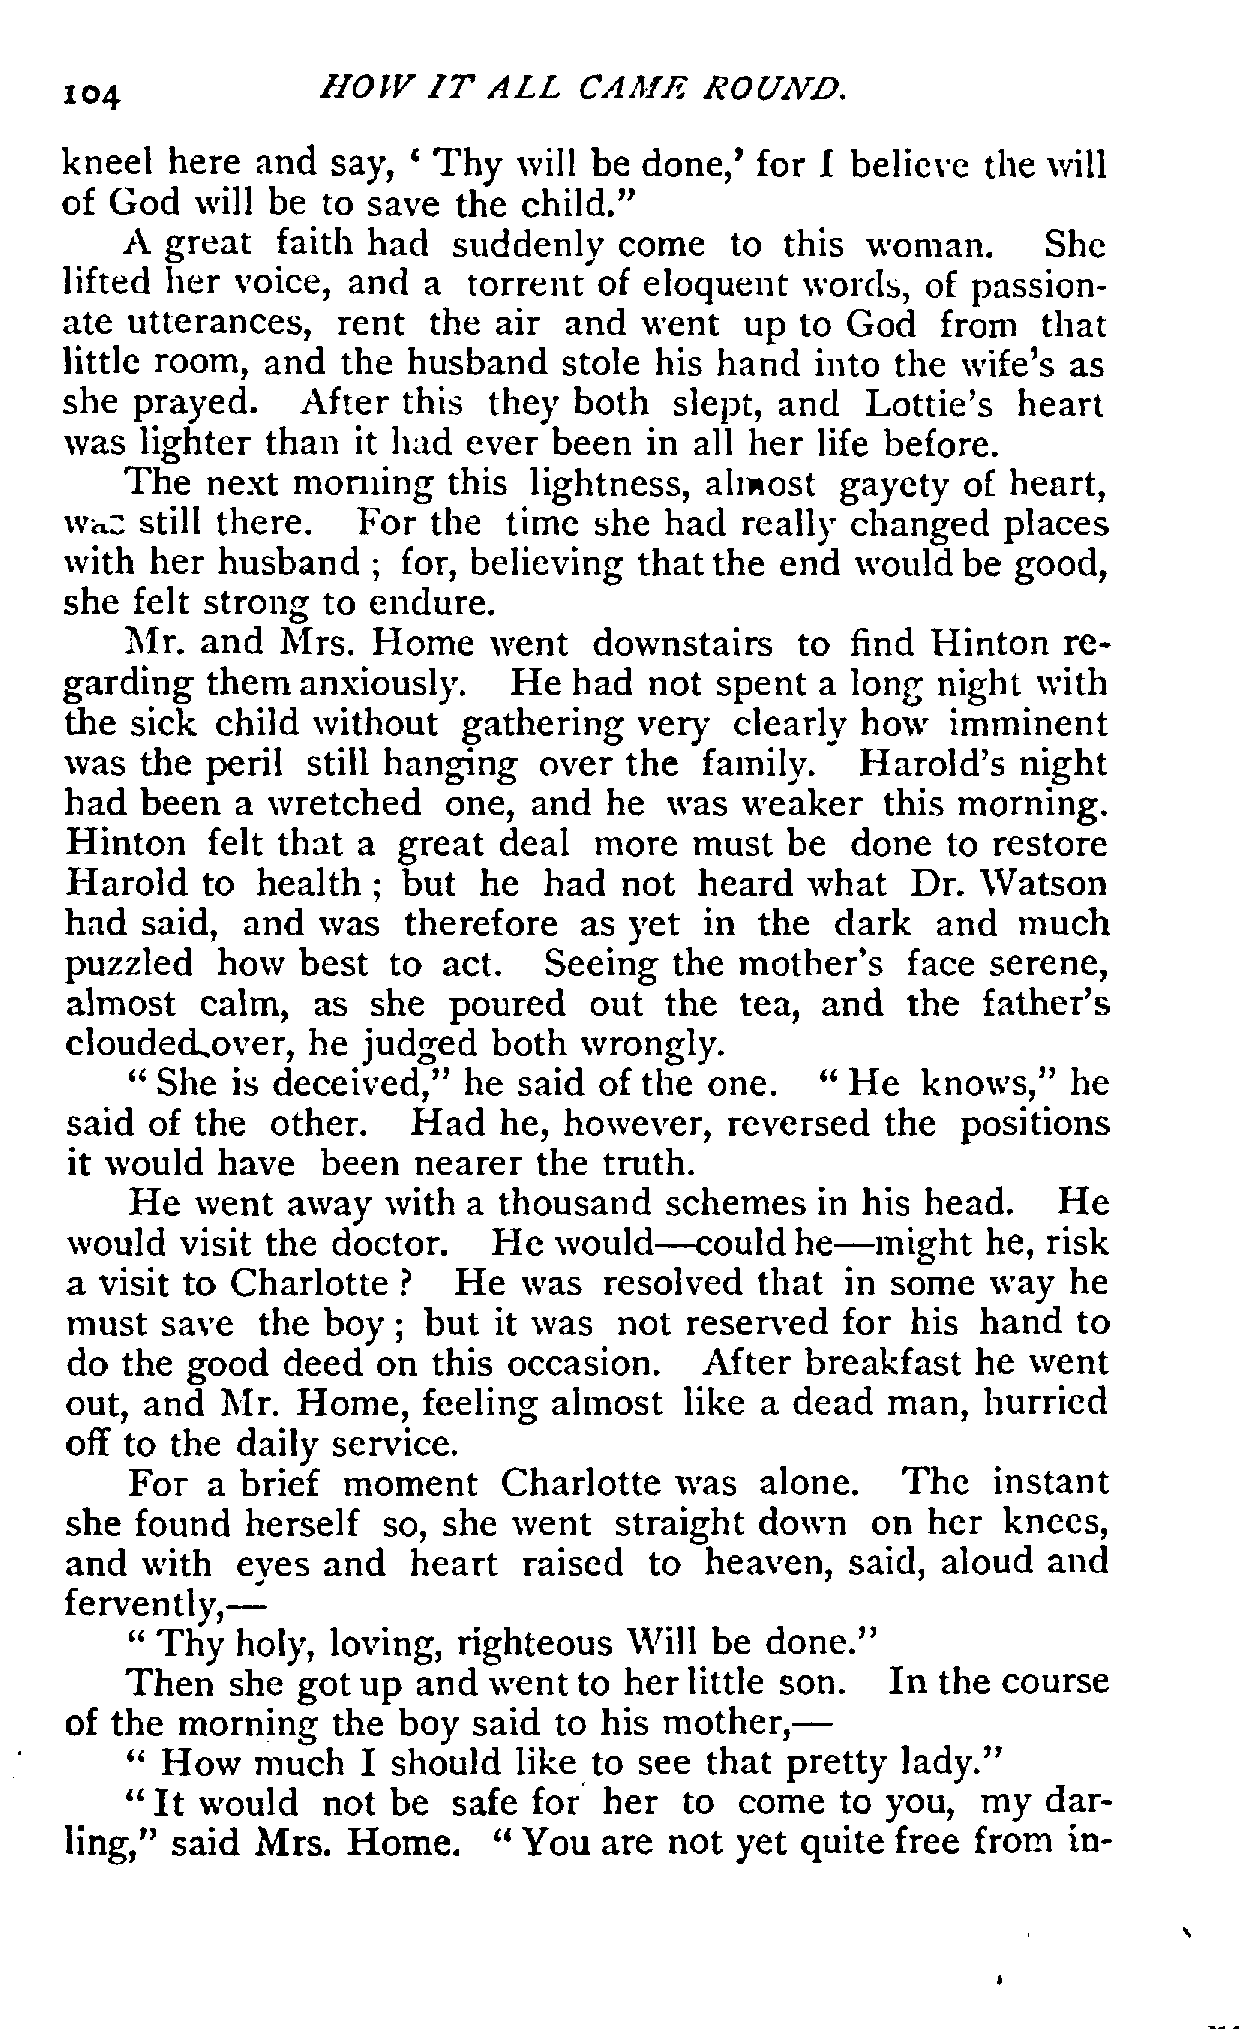 104 HOW IT ALL CAME ROUND.
kneel here and say, ‘ Thy will be done,’ for I believe the will
of God will be to save the child.”
A great faith had suddenly come to this woman. She
lifted her voice, and a torrent of eloquent words, of passion-
ate utterances, rent the air and went up to God from that
little room, and the husband stole his hand into the wife’s as
she prayed. After this they both slept, and Lottie’s heart
was lighter than it had ever been in all her life before.
The next morning this lightness, almost gayety of heart,
was still there. For the time she had really changed places
with her husband ; for, believing that the end would be good,
she felt strong to endure.
Mr. and Mrs. Home went downstairs to find Hinton re-
garding them anxiously. He had not spent a long night with
the sick child without gathering very clearly how imminent
was the peril still hanging over the family. Harold’s night
had been a wretched one, and he was weaker this morning.
Hinton felt that a great deal more must be done to restore
Harold to health ; but he had not heard what Dr. Watson
had said, and was therefore as yet in the dark and much
puzzled how best to act. Seeing the mother’s face serene,
almost calm, as she poured out the tea, and the father’s
clouded over, he judged both wrongly.
“ She is deceived,” he said of the one. “ He knows,” he
said of the other. Had he, however, reversed the positions
it would have been nearer the truth.
He went away with a thousand schemes in his head. He
would visit the doctor. He would—could he—might he, risk
a visit to Charlotte ? He was resolved that in some way he
must save the boy ; but it was not reserved for his hand to
do the good deed on this occasion. After breakfast he went
out, and Mr. Home, feeling almost like a dead man, hurried
off to the daily service.
For a brief moment Charlotte was alone. The instant
she found herself so, she went straight down on her knees,
and with eyes and heart raised to heaven, said, aloud and
fervently,—
“ Thy holy, loving, righteous Will be done.”
Then she got up and went to her little son. In the course
of the morning the boy said to his mother,—
“ How much I should like to see that pretty lady.”
“ It would not be safe for her to come to you, my dar-
ling,” said Mrs. Home. “ You are not yet quite free from in-